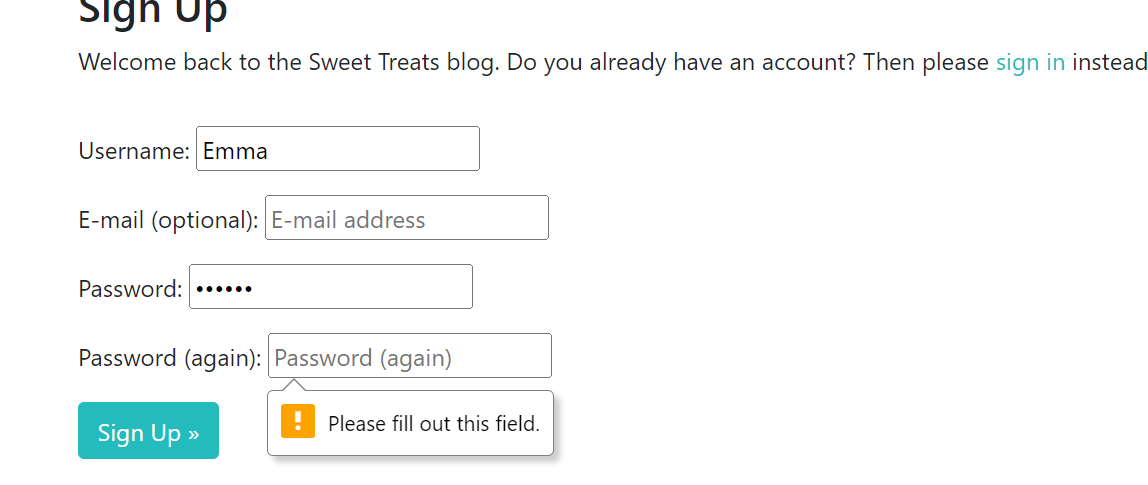 Sign Up
Welcome back to the Sweet Treats blog. Do you already have an account? Then please sign in instead
Username: Emma
E-mail (optional): E-mail address
Password: ••••••
Password (again): Password (again)
Please fill out this field.
Sign Up »